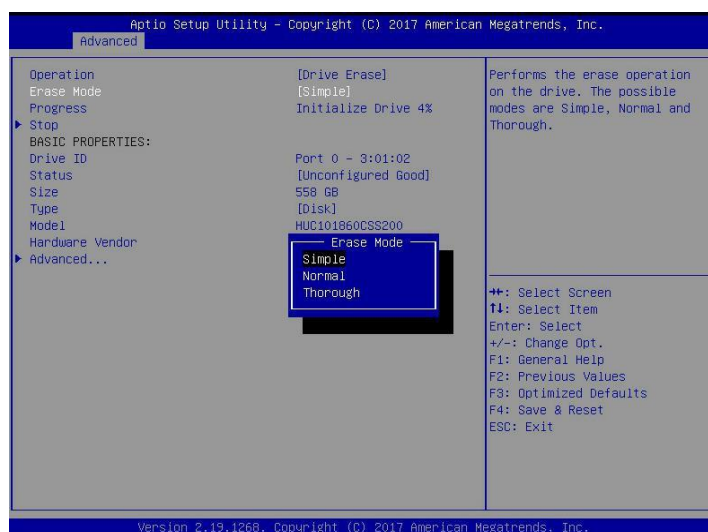 Aptio Setup Utility – Copyright (C) 2017 American Megatrends, Inc.
Advanced
Operation [Drive Erase]
Erase Mode [Simple]
Progress Initialize Drive 4%
Stop
BASIC PROPERTIES:
Drive ID Port 0 – 3:01:02
Status [Unconfigured Good]
Size 558 GB
Type [Disk]
Model HUC101860CSS200
Hardware Vendor
Advanced...
Erase Mode
Simple
Normal
Thorough
Performs the erase operation
on the drive. The possible
modes are Simple, Normal and
Thorough.
→←: Select Screen
↑↓: Select Item
Enter: Select
+/-: Change Opt.
F1: General Help
F2: Previous Values
F3: Optimized Defaults
F4: Save & Reset
ESC: Exit
Version 2.19.1268. Copyright (C) 2017 American Megatrends, Inc.